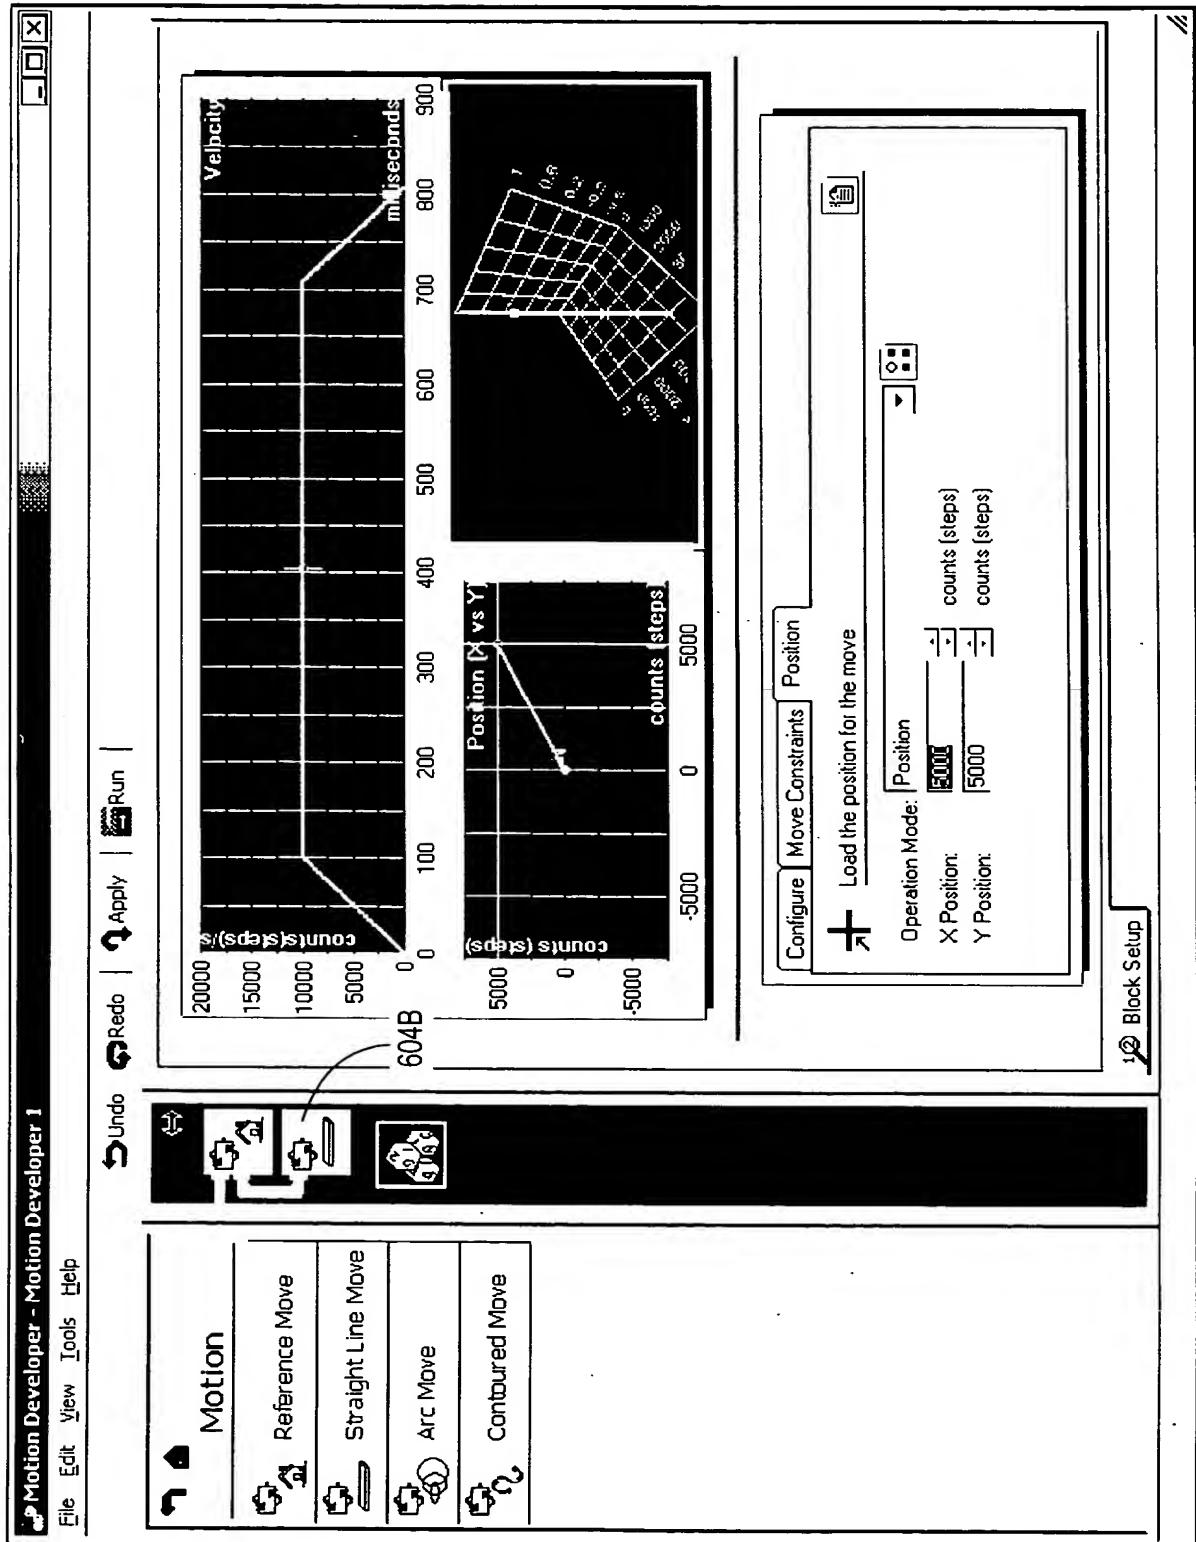 Motion Developer - Motion Developer 1
File Edit View Tools Help
Undo Redo Apply Run
Motion
Reference Move
Straight Line Move
Arc Move
Contoured Move
604B
Velocity
counts(steps)/s
20000
15000
10000
5000
0
0 100 200 300 400 500 600 700 800 900
miliseconds
Position (X vs Y)
counts (steps)
5000
0
-5000
-5000 0 5000
counts (steps)
Configure Move Constraints Position
Load the position for the move
Operation Mode: Position
X Position: 5000 counts (steps)
Y Position: 5000 counts (steps)
Block Setup